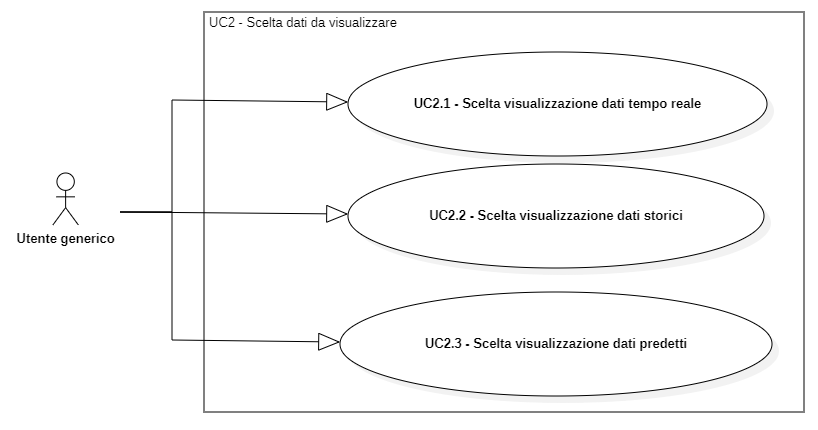 UC2 - Scelta dati da visualizzare
UC2.1 - Scelta visualizzazione dati tempo reale
UC2.2 - Scelta visualizzazione dati storici
Utente generico
UC2.3 - Scelta visualizzazione dati predetti